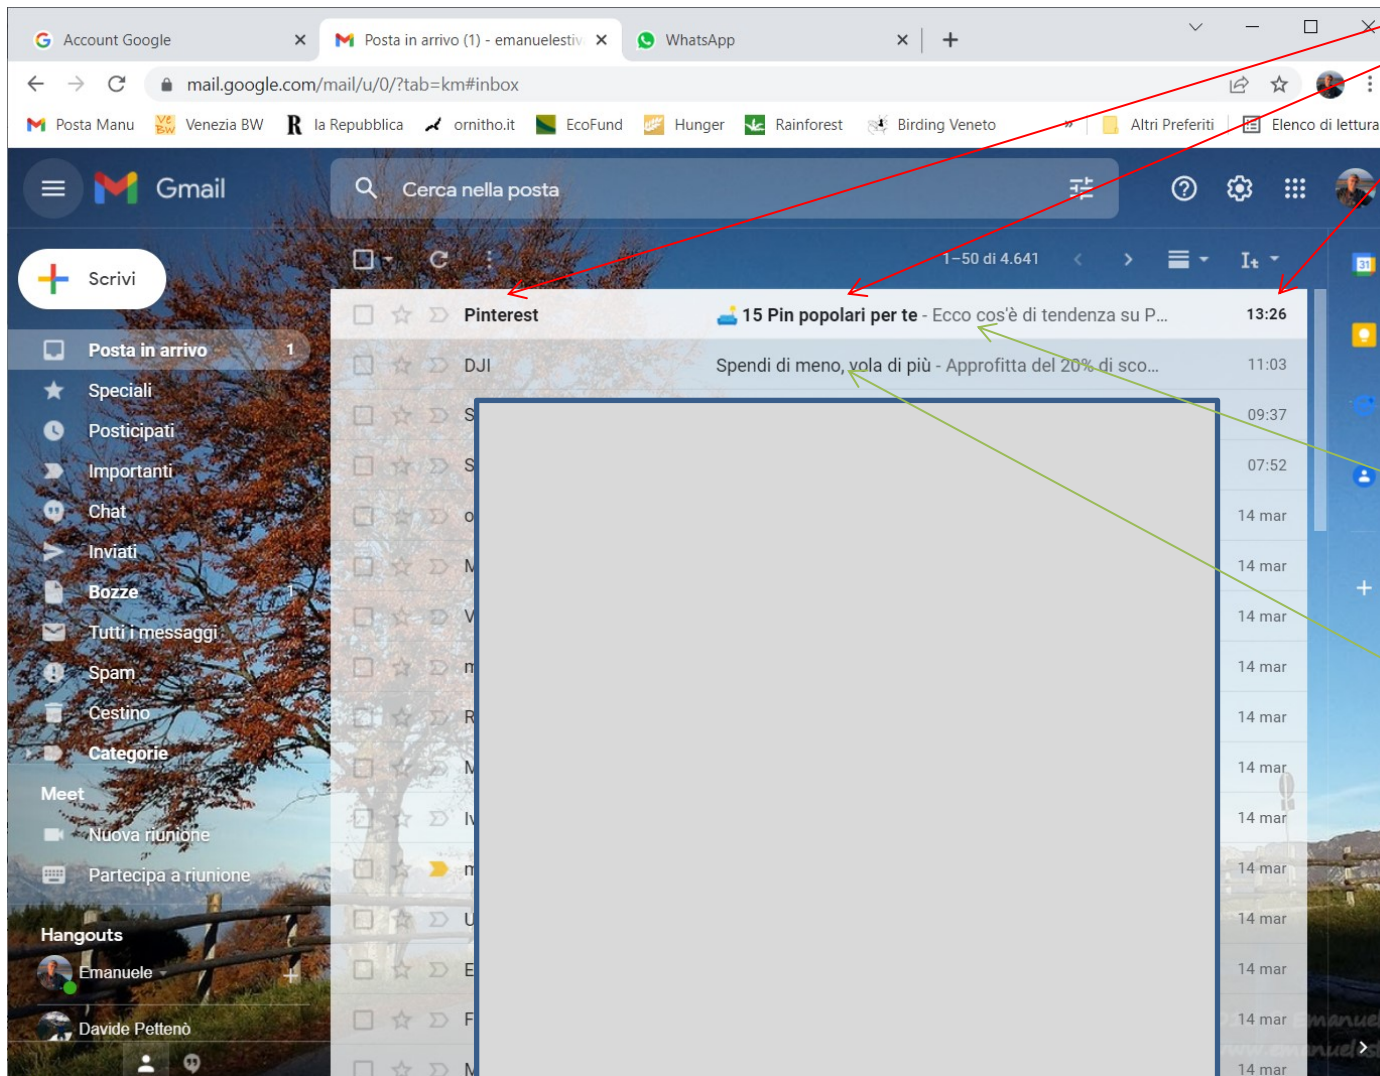 Account Google
Posta in arrivo (1) - emanuelestiv
WhatsApp
mail.google.com/mail/u/0/?tab=km#inbox
Posta Manu
VE BW Venezia BW
R la Repubblica
ornitho.it
EcoFund
Hunger
Rainforest
Birding Veneto
»
Altri Preferiti
Elenco di lettura
Gmail
Cerca nella posta
Scrivi
1–50 di 4.641
31
Posta in arrivo 1
Speciali
Posticipati
Importanti
Chat
Inviati
Bozze 1
Tutti i messaggi
Spam
Cestino
Categorie
Meet
Nuova riunione
Partecipa a riunione
Hangouts
Emanuele
Davide Pettenò
Pinterest 15 Pin popolari per te - Ecco cos'è di tendenza su P... 13:26
DJI Spendi di meno, vola di più - Approfitta del 20% di sco... 11:03
S 09:37
S 07:52
o 14 mar
M 14 mar
V 14 mar
m 14 mar
R 14 mar
M 14 mar
Iv 14 mar
m 14 mar
U 14 mar
E 14 mar
F 14 mar
M 14 mar